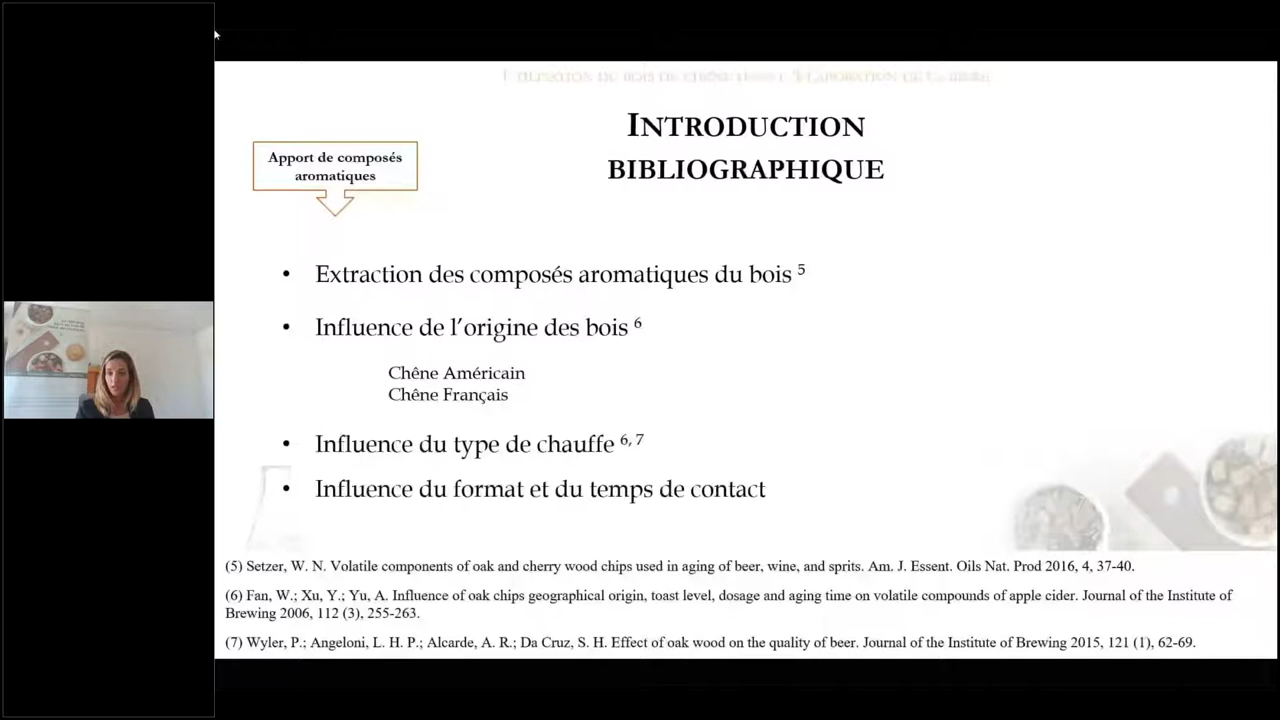 INTRODUCTION
BIBLIOGRAPHIQUE
Apport de composés
aromatiques
• Extraction des composés aromatiques du bois 5
• Influence de l’origine des bois 6
Chêne Américain
Chêne Français
• Influence du type de chauffe 6, 7
• Influence du format et du temps de contact
(5) Setzer, W. N. Volatile components of oak and cherry wood chips used in aging of beer, wine, and sprits. Am. J. Essent. Oils Nat. Prod 2016, 4, 37-40.
(6) Fan, W.; Xu, Y.; Yu, A. Influence of oak chips geographical origin, toast level, dosage and aging time on volatile compounds of apple cider. Journal of the Institute of
Brewing 2006, 112 (3), 255-263.
(7) Wyler, P.; Angeloni, L. H. P.; Alcarde, A. R.; Da Cruz, S. H. Effect of oak wood on the quality of beer. Journal of the Institute of Brewing 2015, 121 (1), 62-69.